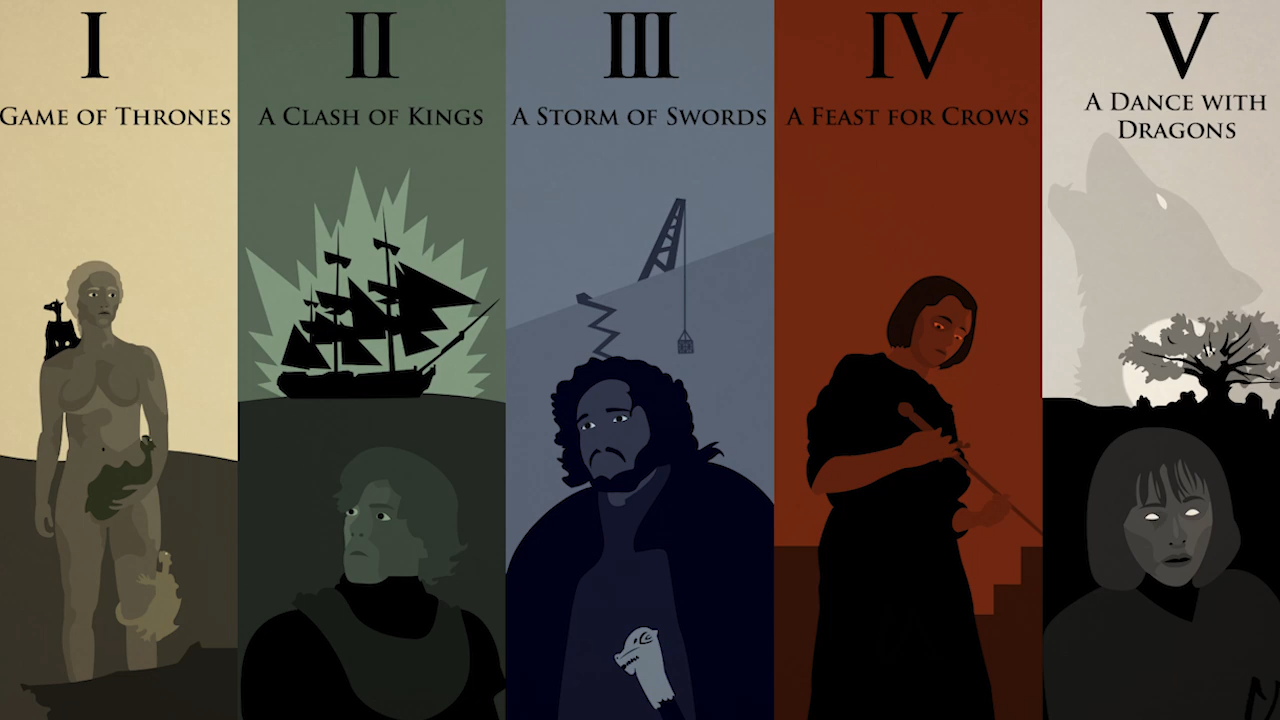 I
GAME OF THRONES
II
A CLASH OF KINGS
III
A STORM OF SWORDS
IV
A FEAST FOR CROWS
V
A DANCE WITH
DRAGONS